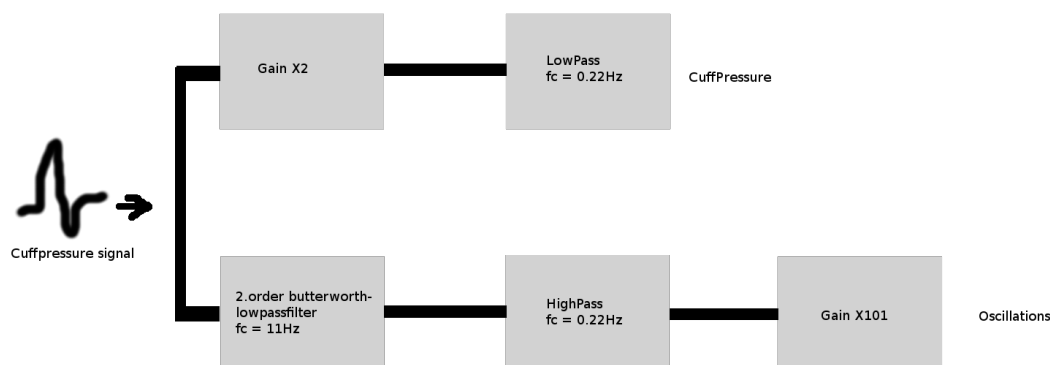 Gain X2
LowPass
fc = 0.22Hz
CuffPressure
Cuffpressure signal
2.order butterworth-
lowpassfilter
fc = 11Hz
HighPass
fc = 0.22Hz
Gain X101
Oscillations